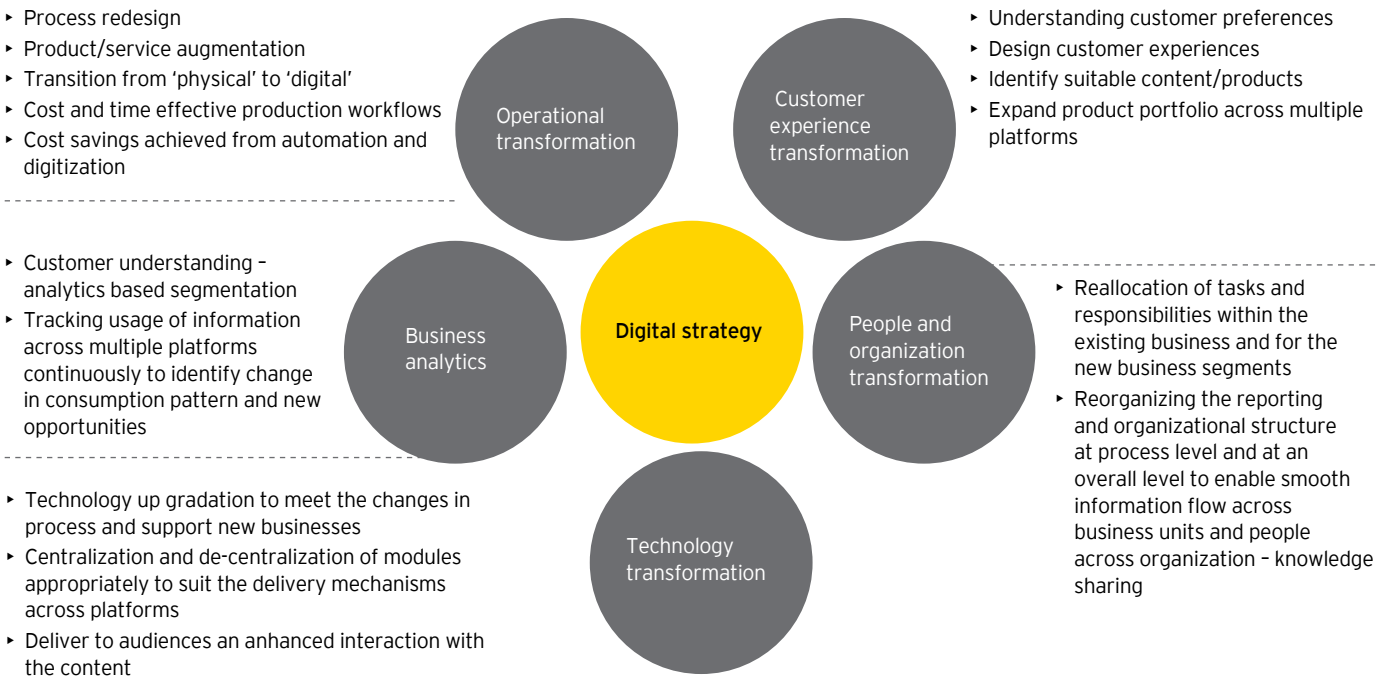 ▸ Process redesign
▸ Product/service augmentation
▸ Transition from ‘physical’ to ‘digital’
▸ Cost and time effective production workflows
▸ Cost savings achieved from automation and
digitization
Operational
transformation
Customer
experience
transformation
▸ Understanding customer preferences
▸ Design customer experiences
▸ Identify suitable content/products
▸ Expand product portfolio across multiple
platforms
▸ Customer understanding –
analytics based segmentation
▸ Tracking usage of information
across multiple platforms
continuously to identify change
in consumption pattern and new
opportunities
Business
analytics
Digital strategy
People and
organization
transformation
▸ Reallocation of tasks and
responsibilities within the
existing business and for the
new business segments
▸ Reorganizing the reporting
and organizational structure
at process level and at an
overall level to enable smooth
information flow across
business units and people
across organization – knowledge
sharing
▸ Technology up gradation to meet the changes in
process and support new businesses
▸ Centralization and de-centralization of modules
appropriately to suit the delivery mechanisms
across platforms
▸ Deliver to audiences an enhanced interaction with
the content
Technology
transformation